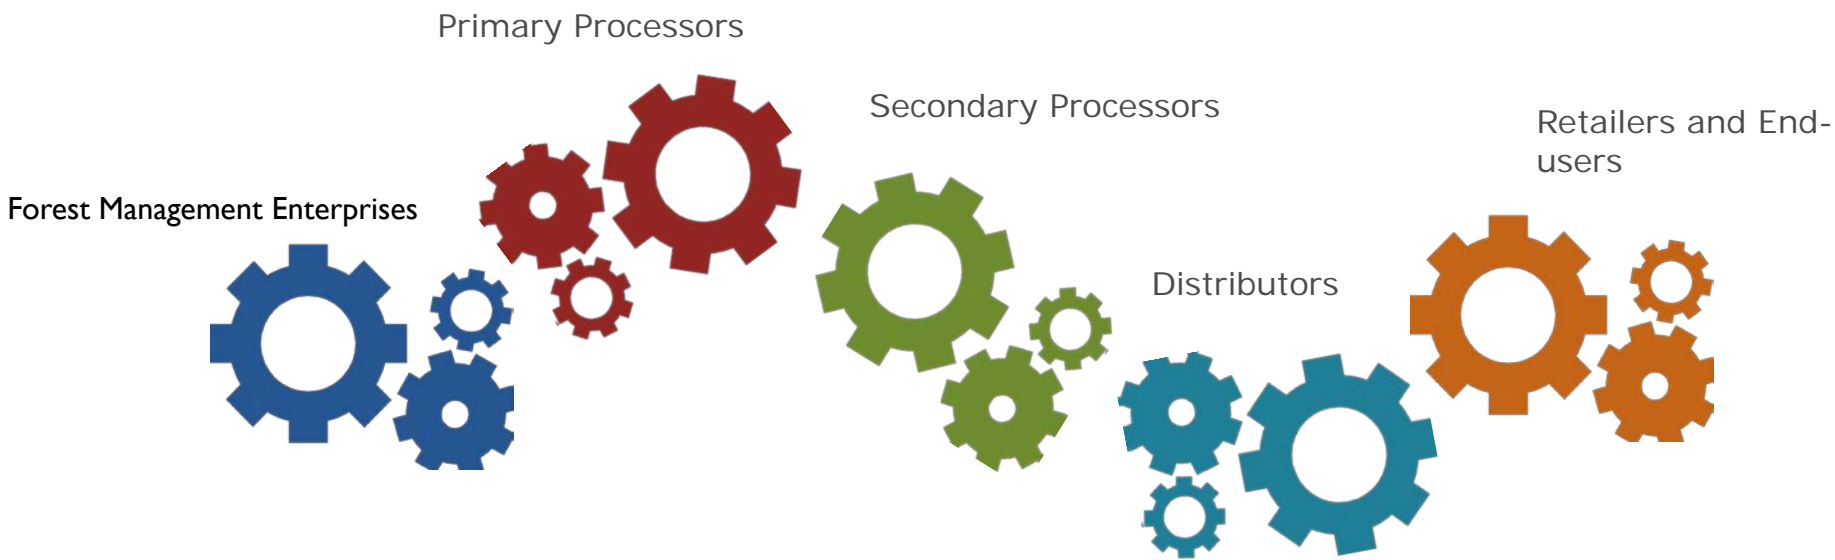 Primary Processors
Secondary Processors
Retailers and End-
users
Forest Management Enterprises
Distributors